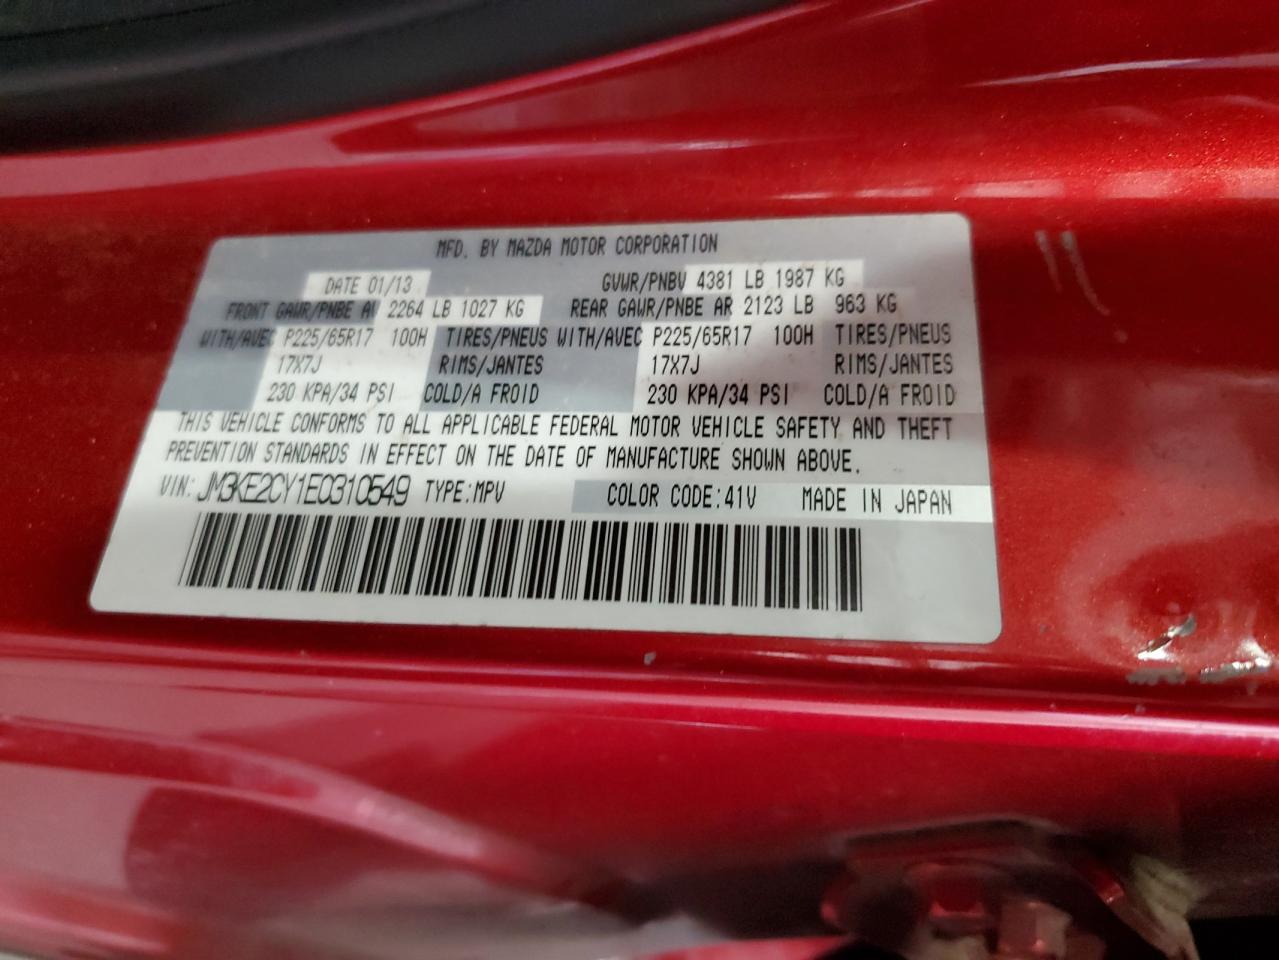 MFD. BY MAZDA MOTOR CORPORATION
DATE 01/13 GVWR/PNBV 4381 LB 1987 KG
FRONT GAWR/PNBE AV 2264 LB 1027 KG REAR GAWR/PNBE AR 2123 LB 963 KG
WITH/AVEC P225/65R17 100H TIRES/PNEUS WITH/AVEC P225/65R17 100H TIRES/PNEUS
17X7J RIMS/JANTES 17X7J RIMS/JANTES
230 KPA/34 PSI COLD/A FROID 230 KPA/34 PSI COLD/A FROID
THIS VEHICLE CONFORMS TO ALL APPLICABLE FEDERAL MOTOR VEHICLE SAFETY AND THEFT
PREVENTION STANDARDS IN EFFECT ON THE DATE OF MANUFACTURE SHOWN ABOVE.
VIN: JM3KE2CY1E0310549 TYPE:MPV COLOR CODE:41V MADE IN JAPAN